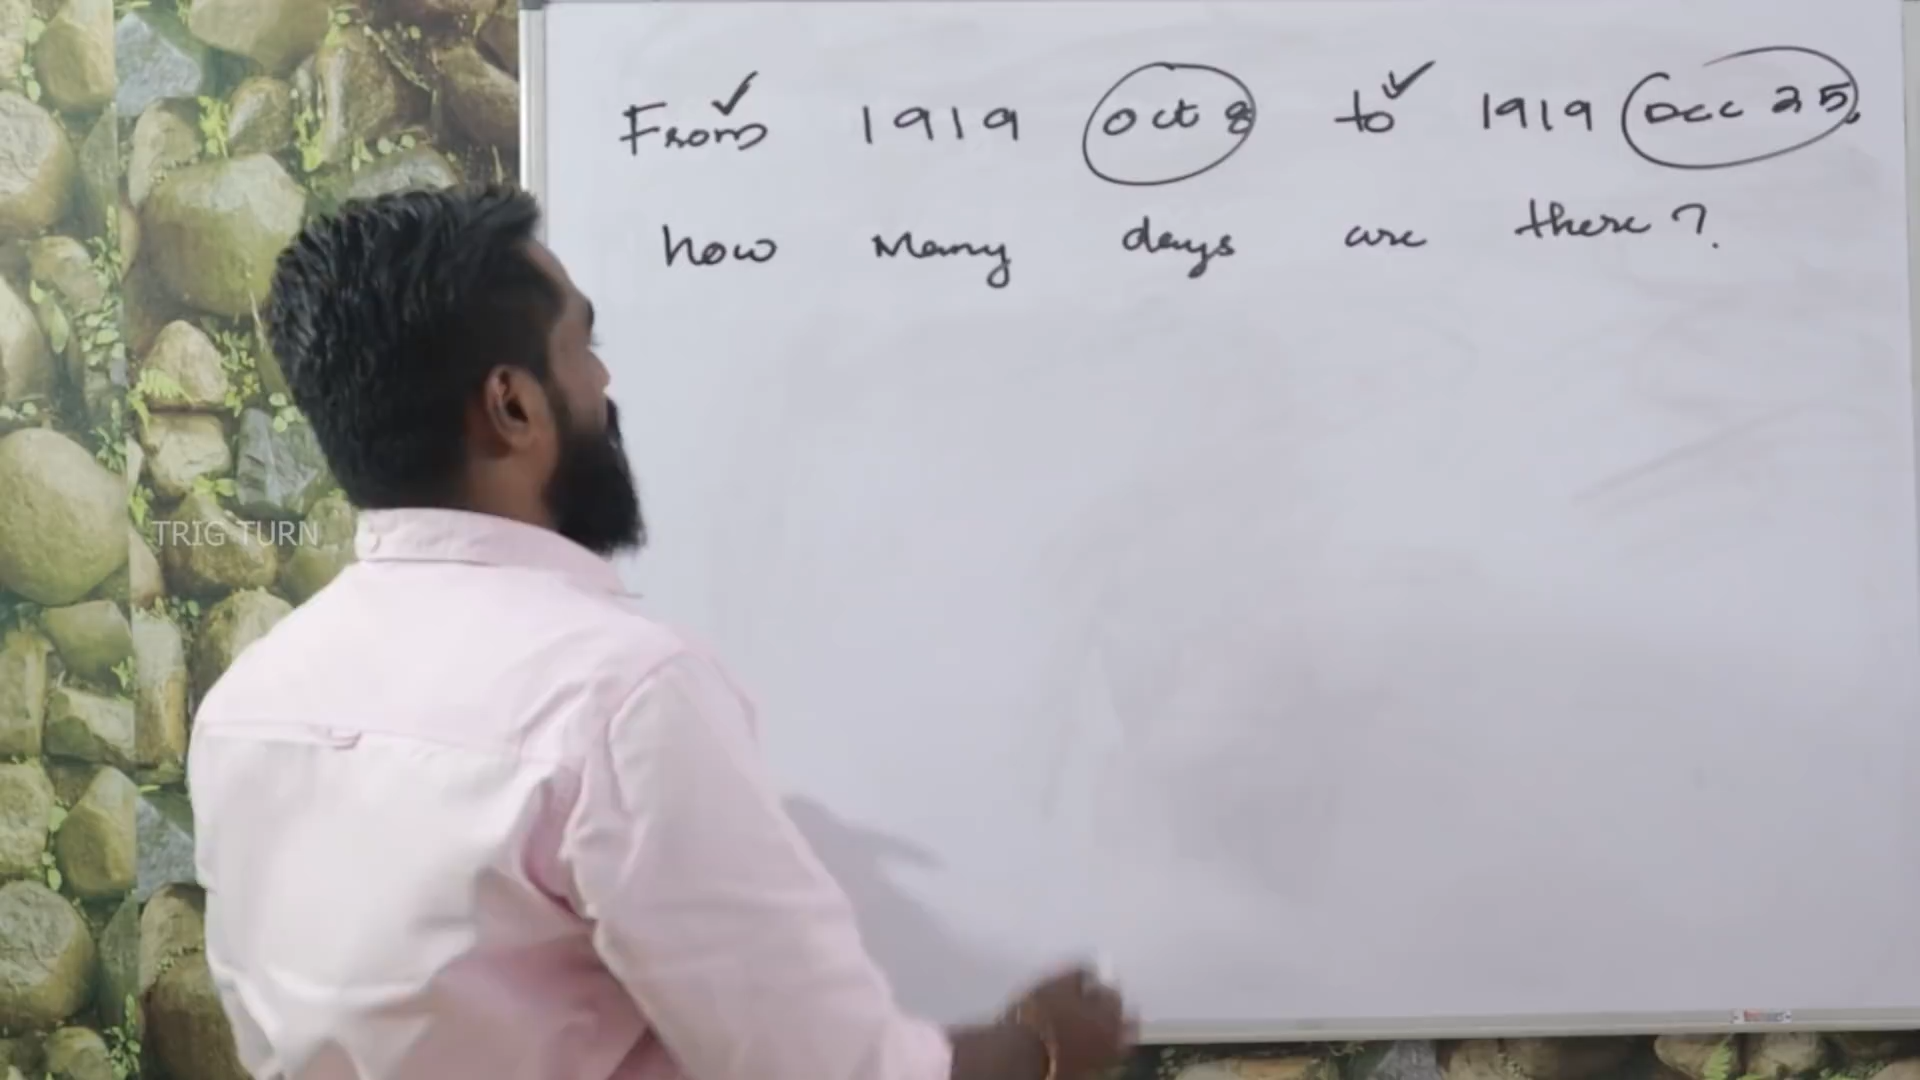 From 1919 Oct 8 to 1919 Dec 25,
how many days are there?
TRIG TURN